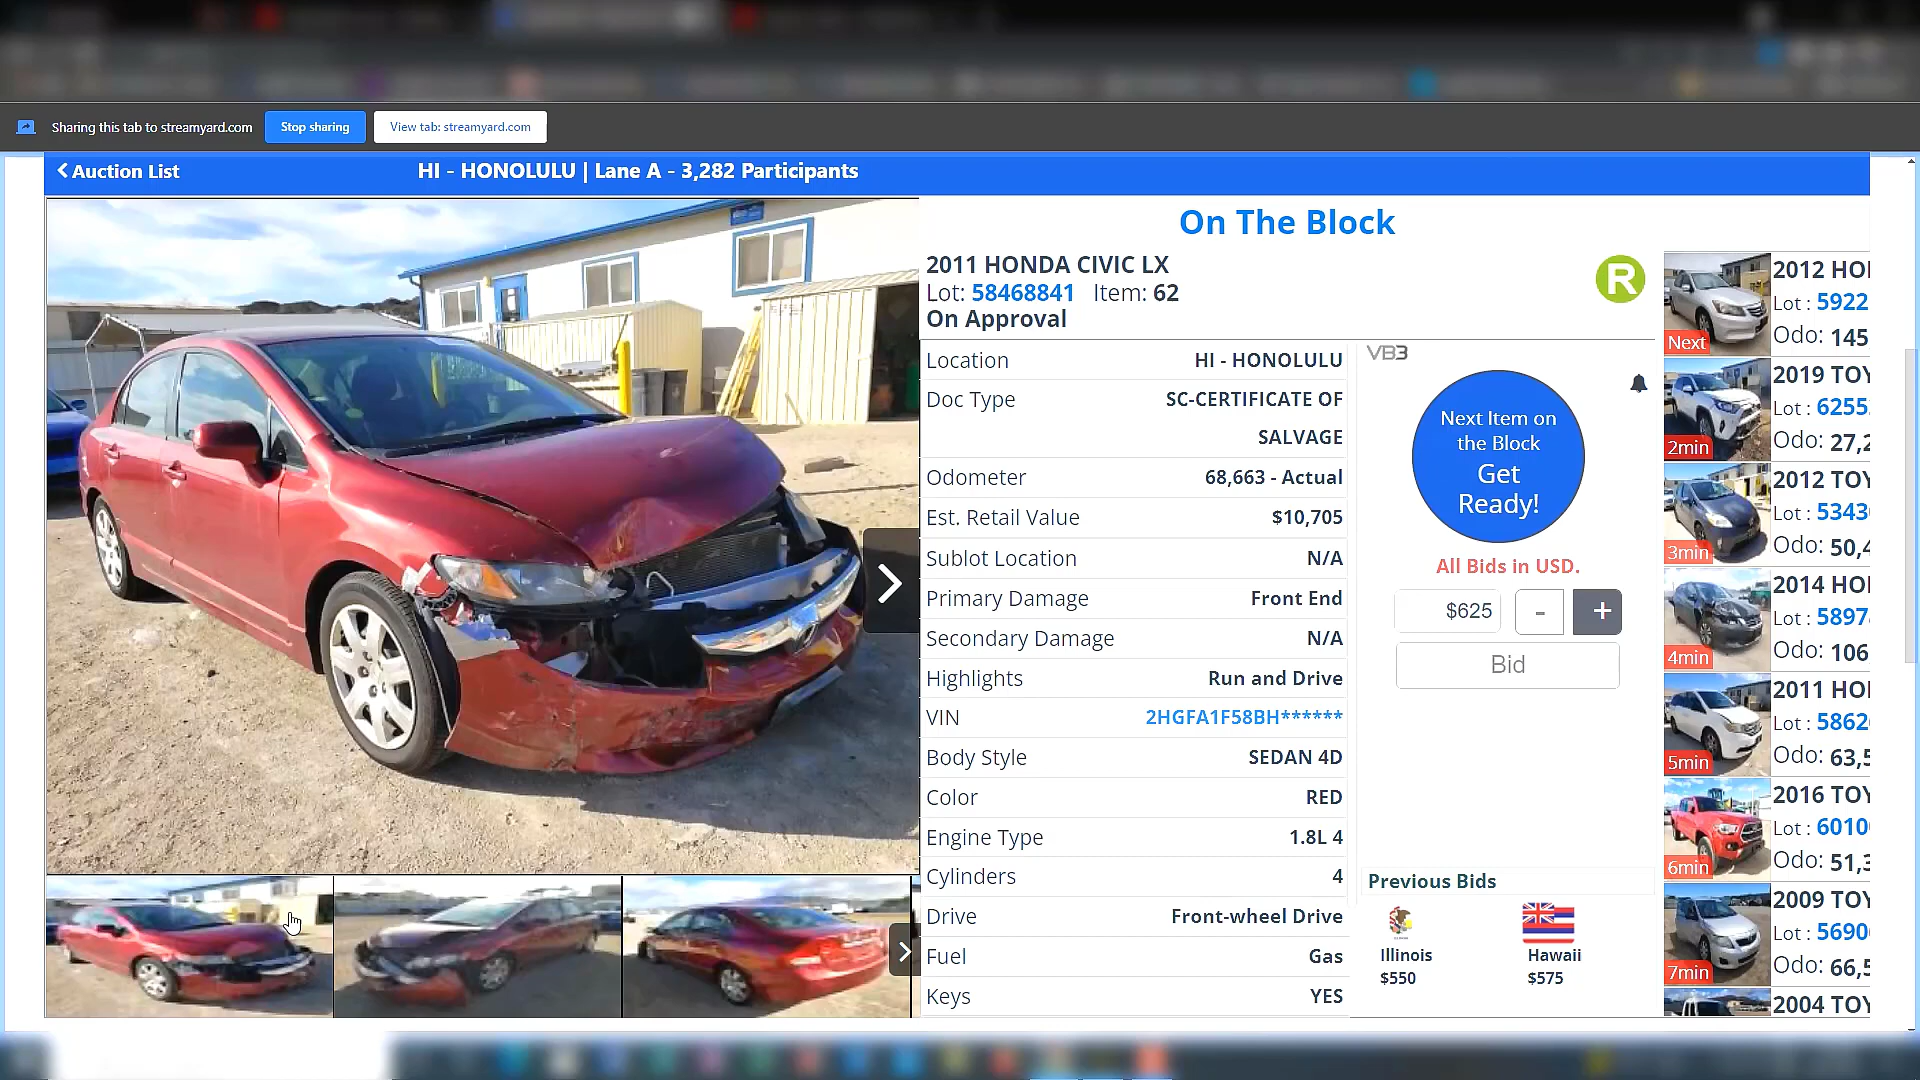 Sharing this tab to streamyard.com
Stop sharing
View tab: streamyard.com
Auction List
HI - HONOLULU | Lane A - 3,282 Participants
On The Block
2011 HONDA CIVIC LX
Lot: 58468841 Item: 62
On Approval
R
Location HI - HONOLULU
Doc Type SC-CERTIFICATE OF
SALVAGE
Odometer 68,663 - Actual
Est. Retail Value $10,705
Sublot Location N/A
Primary Damage Front End
Secondary Damage N/A
Highlights Run and Drive
VIN 2HGFA1F58BH******
Body Style SEDAN 4D
Color RED
Engine Type 1.8L 4
Cylinders 4
Drive Front-wheel Drive
Fuel Gas
Keys YES
VB3
Next Item on
the Block
Get
Ready!
All Bids in USD.
$625 - +
Bid
Previous Bids
Illinois
$550
Hawaii
$575
2012 HO
Lot : 5922
Odo: 145
Next
2019 TOY
Lot : 6255
Odo: 27,2
2min
2012 TOY
Lot : 5343
Odo: 50,4
3min
2014 HO
Lot : 5897
Odo: 106
4min
2011 HO
Lot : 5862
Odo: 63,5
5min
2016 TOY
Lot : 6010
Odo: 51,3
6min
2009 TOY
Lot : 5690
Odo: 66,5
7min
2004 TOY